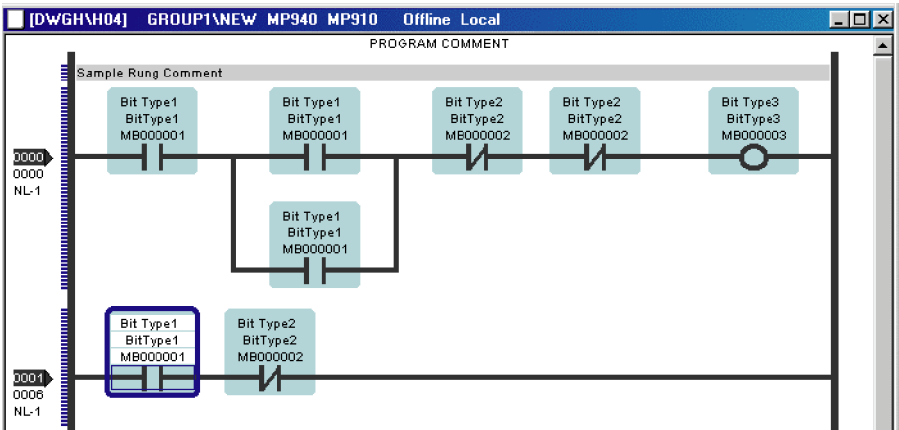 [DWGH\H04] GROUP1\NEW MP940 MP910 Offline Local
PROGRAM COMMENT
Sample Rung Comment
Bit Type1 Bit Type1 Bit Type2 Bit Type2 Bit Type3
BitType1 BitType1 BitType2 BitType2 BitType3
MB000001 MB000001 MB000002 MB000002 MB000003
0000
0000
NL-1
Bit Type1
BitType1
MB000001
Bit Type1 Bit Type2
BitType1 BitType2
MB000001 MB000002
0001
0006
NL-1